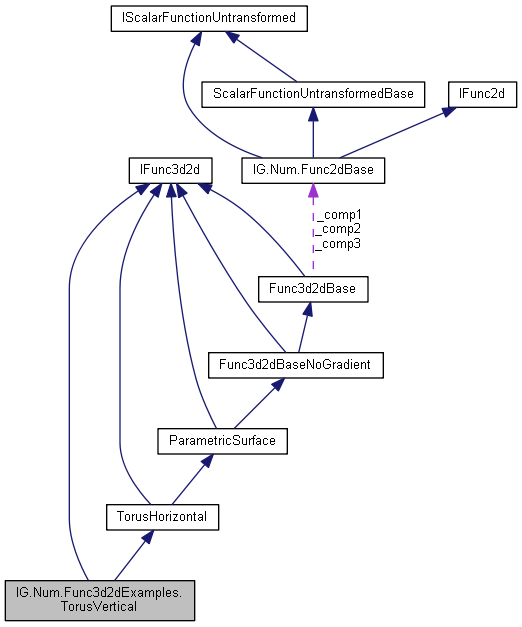 IScalarFunctionUntransformed
ScalarFunctionUntransformedBase
IFunc2d
IFunc3d2d
IG.Num.Func2dBase
_comp1
_comp2
_comp3
Func3d2dBase
Func3d2dBaseNoGradient
ParametricSurface
TorusHorizontal
IG.Num.Func3d2dExamples.
TorusVertical